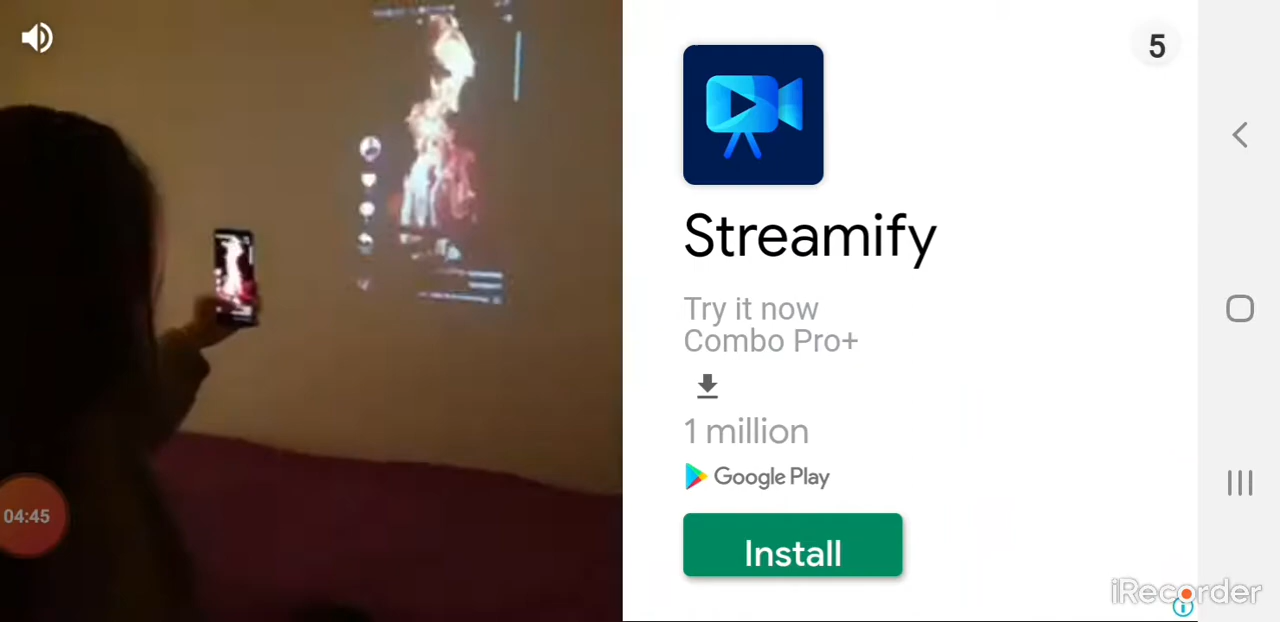 5
Streamify
Try it now
Combo Pro+
1 million
Google Play
Install
04:45
iRecorder